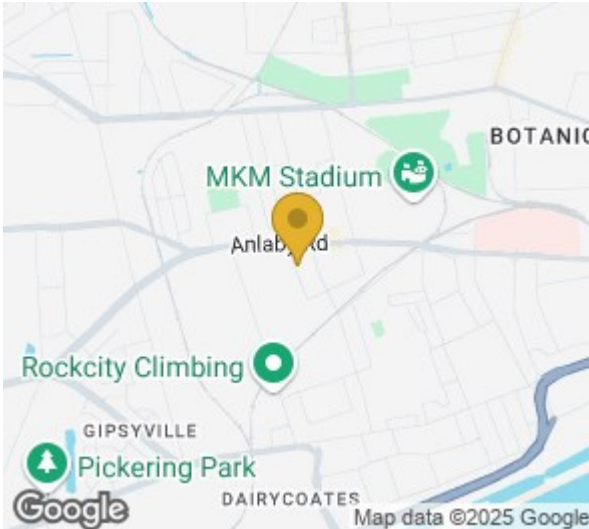 BOTANIC
MKM Stadium
Anlaby Rd
Rockcity Climbing
GIPSYVILLE
Pickering Park
DAIRYCOATES
Google
Map data ©2025 Google